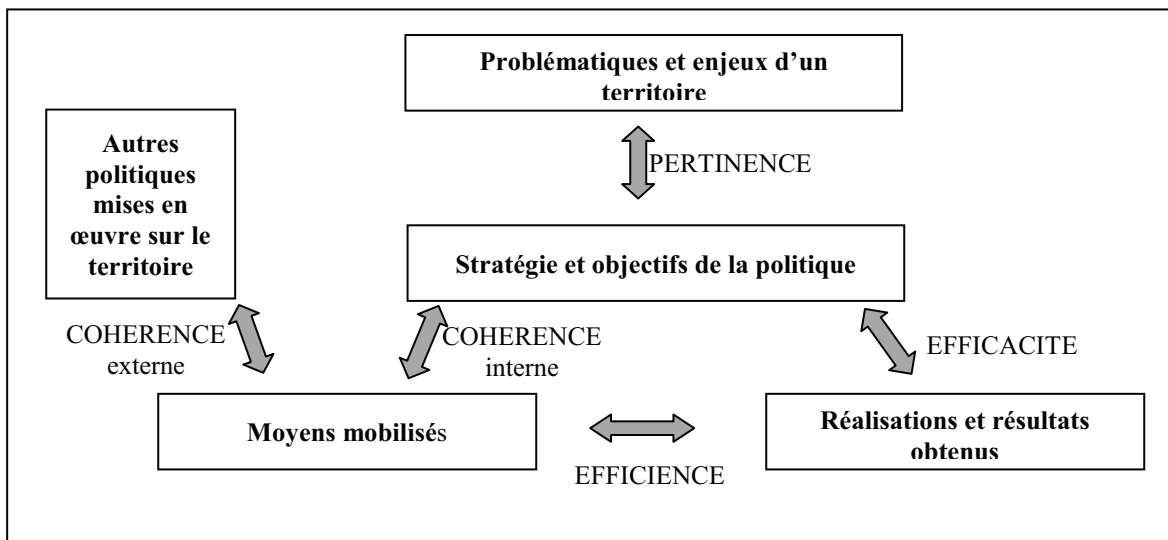 Problématiques et enjeux d’un
territoire
Autres
politiques
mises en
œuvre sur le
territoire
PERTINENCE
Stratégie et objectifs de la politique
COHERENCE
externe
COHERENCE
interne
EFFICACITE
Moyens mobilisés
Réalisations et résultats
obtenus
EFFICIENCE